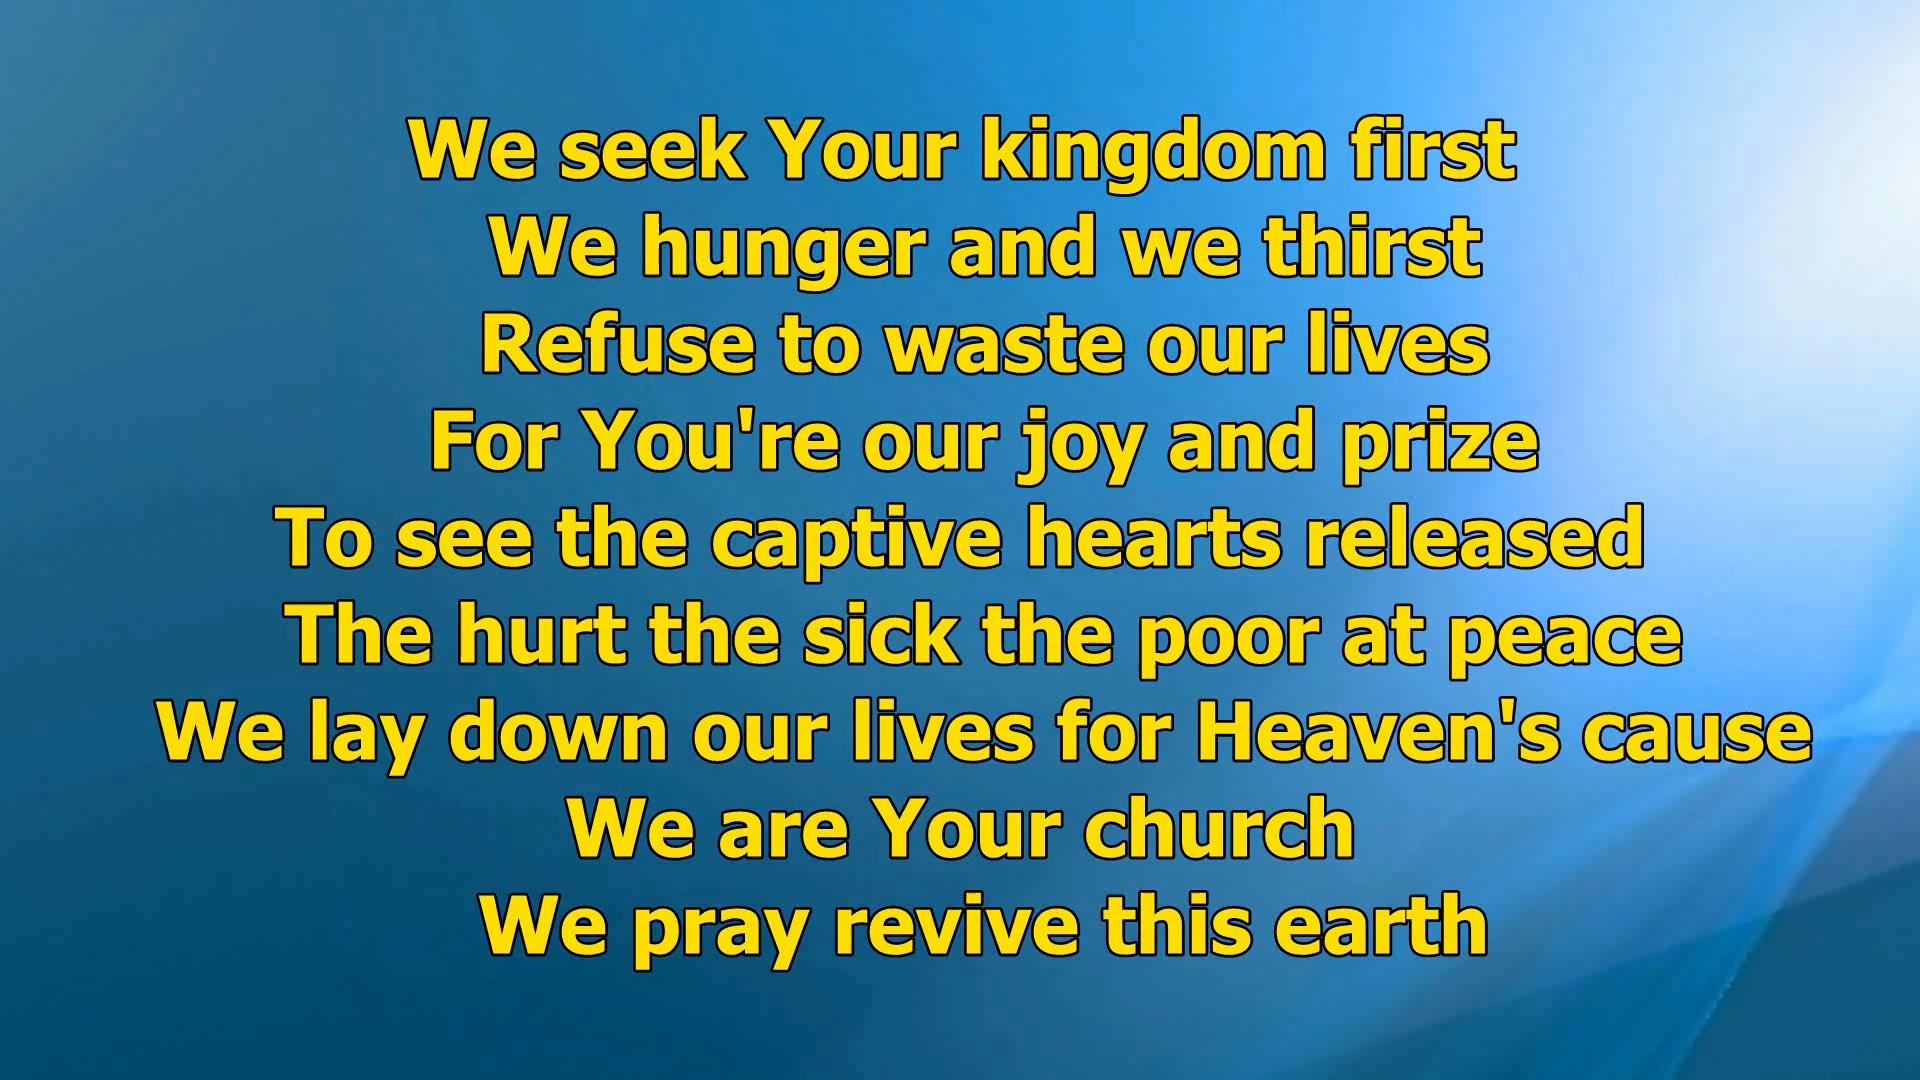 We seek Your kingdom first
We hunger and we thirst
Refuse to waste our lives
For You're our joy and prize
To see the captive hearts released
The hurt the sick the poor at peace
We lay down our lives for Heaven's cause
We are Your church
We pray revive this earth